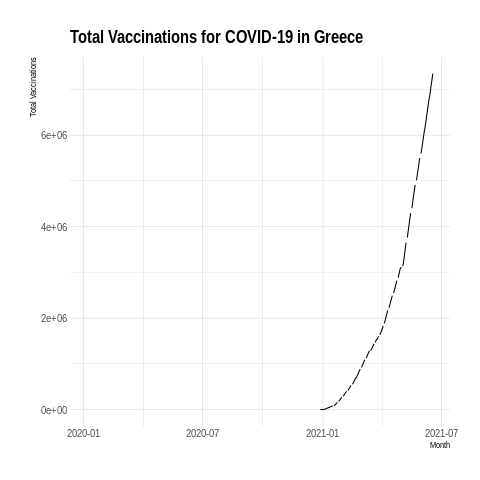 Total Vaccinations for COVID-19 in Greece
Total Vaccinations
6e+06
4e+06
2e+06
0e+00
2020-01 2020-07 2021-01 2021-07
Month